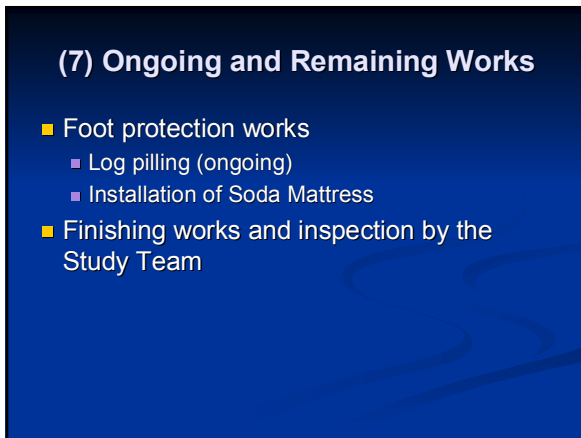 (7) Ongoing and Remaining Works
Foot protection works
Log pilling (ongoing)
Installation of Soda Mattress
Finishing works and inspection by the
Study Team